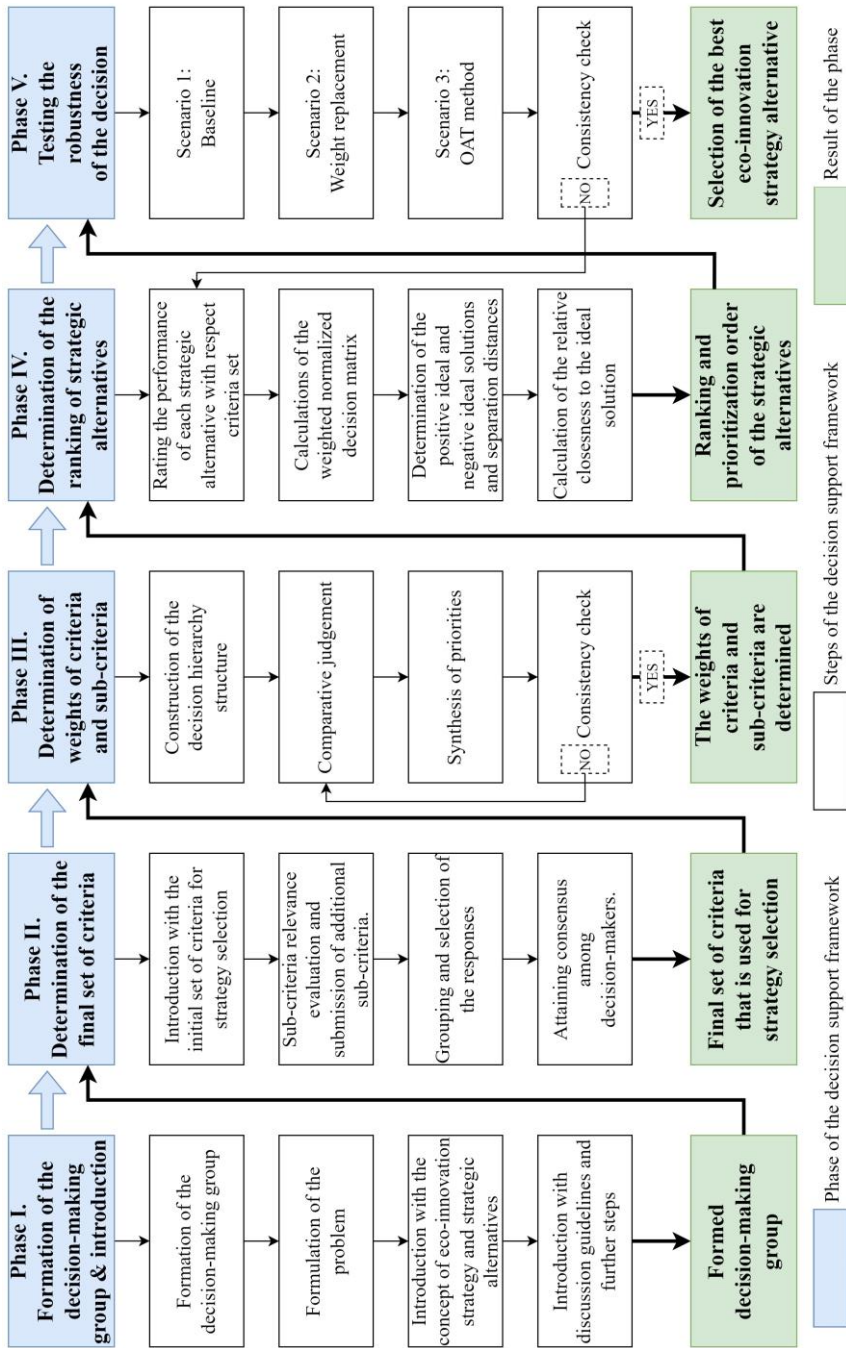 Phase I.
Formation of the
decision-making
group & introduction
Formation of the
decision-making group
Formulation of the
problem
Introduction with the
concept of eco-innovation
strategy and strategic
alternatives
Introduction with
discussion guidelines and
further steps
Formed
decision-making
group
Phase II.
Determination of the
final set of criteria
Introduction with the
initial set of criteria for
strategy selection
Sub-criteria relevance
evaluation and
submission of additional
sub-criteria.
Grouping and selection of
the responses
Attaining consensus
among
decision-makers.
Final set of criteria
that is used for
strategy selection
Phase III.
Determination of
weights of criteria
and sub-criteria
Construction of the
decision hierarchy
structure
Comparative judgement
Synthesis of priorities
NO
Consistency check
YES
The weights of
criteria and
sub-criteria are
determined
Phase IV.
Determination of the
ranking of strategic
alternatives
Rating the performance
of each strategic
alternative with respect
criteria set
Calculations of the
weighted normalized
decision matrix
Determination of the
positive ideal and
negative ideal solutions
and separation distances
Calculation of the relative
closesness to the ideal
solution
Ranking and
prioritization order
of the strategic
alternatives
Phase V.
Testing the
robustness
of the decision
Scenario 1:
Baseline
Scenario 2:
Weight replacement
Scenario 3:
OAT method
NO
Consistency check
YES
Selection of the best
eco-innovation
strategy alternative
Phase of the decision support framework
Steps of the decision support framework
Result of the phase